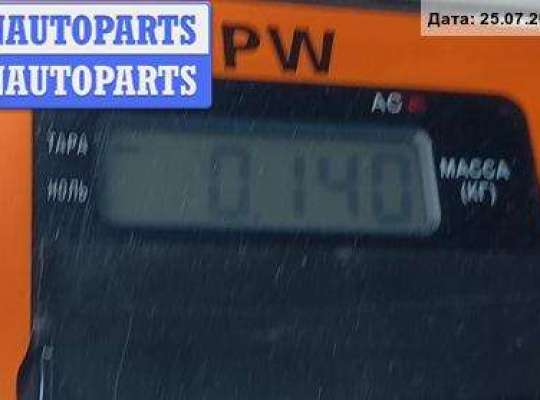 NAUTOPARTS
NAUTOPARTS
Дата: 25.07.20
PW
AC
ТАРА
НОЛЬ
0.140
МАССА
(КГ)